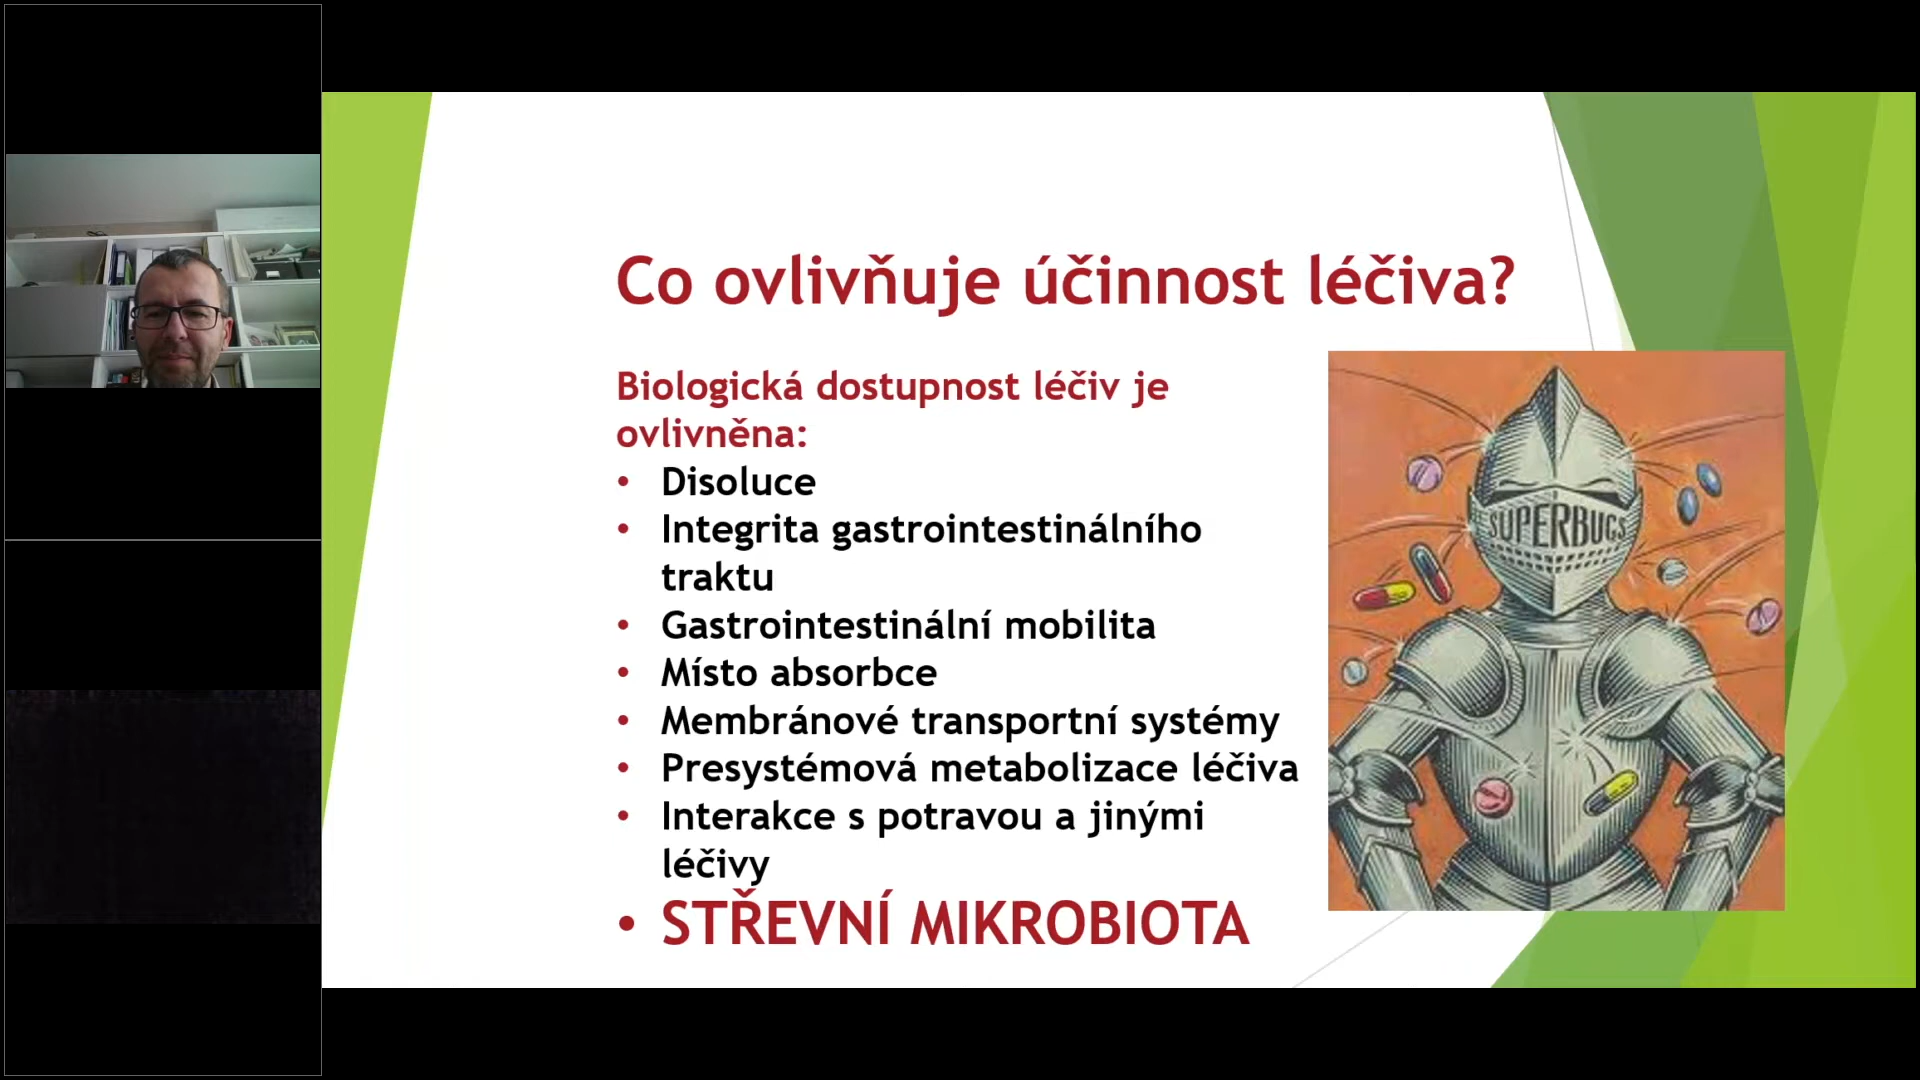 Co ovlivňuje účinnost léčiva?
Biologická dostupnost léčiv je
ovlivněna:
• Disoluce
• Integrita gastrointestinálního
traktu
• Gastrointestinální mobilita
• Místo absorbce
• Membránové transportní systémy
• Presystémová metabolizace léčiva
• Interakce s potravou a jinými
léčivy
• STŘEVNÍ MIKROBIOTA
SUPERBUGS